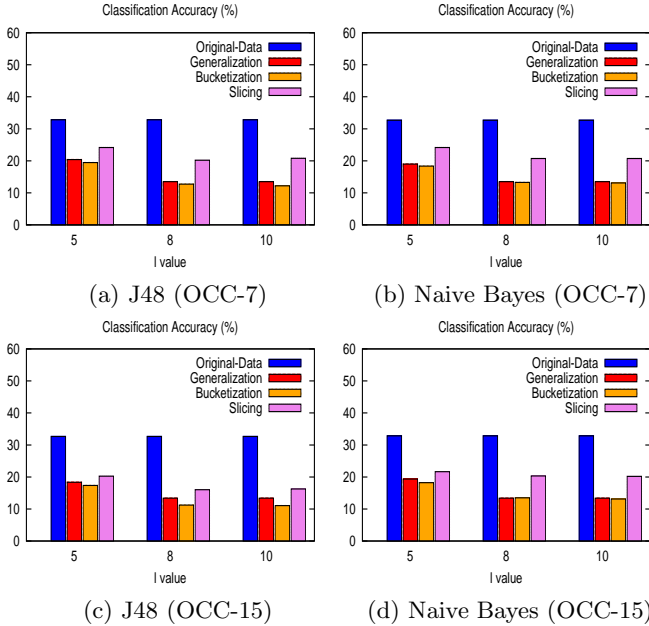 Classification Accuracy (%)
60
50
40
30
20
10
0
Original-Data
Generalization
Bucketization
Slicing
5
8
10
l value
(a) J48 (OCC-7)
Classification Accuracy (%)
60
50
40
30
20
10
0
Original-Data
Generalization
Bucketization
Slicing
5
8
10
l value
(b) Naive Bayes (OCC-7)
Classification Accuracy (%)
60
50
40
30
20
10
0
Original-Data
Generalization
Bucketization
Slicing
5
8
10
l value
(c) J48 (OCC-15)
Classification Accuracy (%)
60
50
40
30
20
10
0
Original-Data
Generalization
Bucketization
Slicing
5
8
10
l value
(d) Naive Bayes (OCC-15)